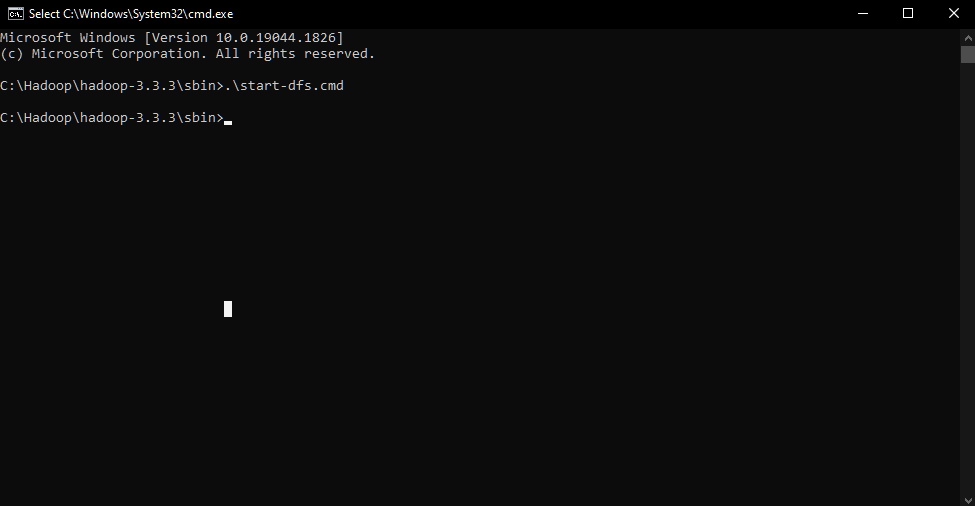 Select C:\Windows\System32\cmd.exe
Microsoft Windows [Version 10.0.19044.1826]
(c) Microsoft Corporation. All rights reserved.
C:\Hadoop\hadoop-3.3.3\sbin>.\start-dfs.cmd
C:\Hadoop\hadoop-3.3.3\sbin>